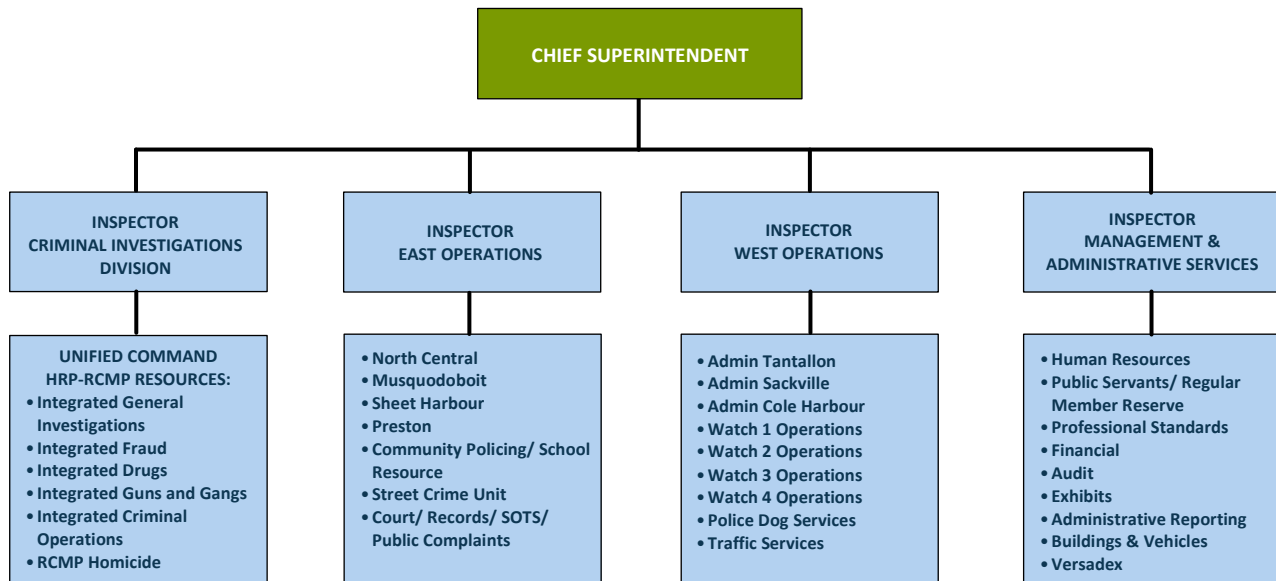 CHIEF SUPERINTENDENT
INSPECTOR
CRIMINAL INVESTIGATIONS
DIVISION
INSPECTOR
EAST OPERATIONS
INSPECTOR
WEST OPERATIONS
INSPECTOR
MANAGEMENT &
ADMINISTRATIVE SERVICES
UNIFIED COMMAND
HRP-RCMP RESOURCES:
• Integrated General
Investigations
• Integrated Fraud
• Integrated Drugs
• Integrated Guns and Gangs
• Integrated Criminal
Operations
• RCMP Homicide
• North Central
• Musquodoboit
• Sheet Harbour
• Preston
• Community Policing/ School
Resource
• Street Crime Unit
• Court/ Records/ SOTS/
Public Complaints
• Admin Tantallon
• Admin Sackville
• Admin Cole Harbour
• Watch 1 Operations
• Watch 2 Operations
• Watch 3 Operations
• Watch 4 Operations
• Police Dog Services
• Traffic Services
• Human Resources
• Public Servants/ Regular
Member Reserve
• Professional Standards
• Financial
• Audit
• Exhibits
• Administrative Reporting
• Buildings & Vehicles
• Versadex